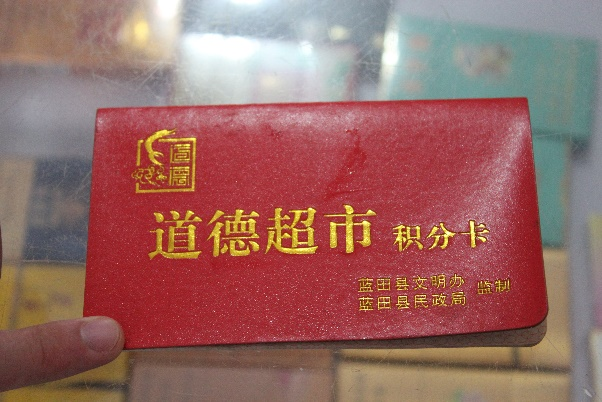 道德超市 积分卡
蓝田县文明办
蓝田县民政局
监制